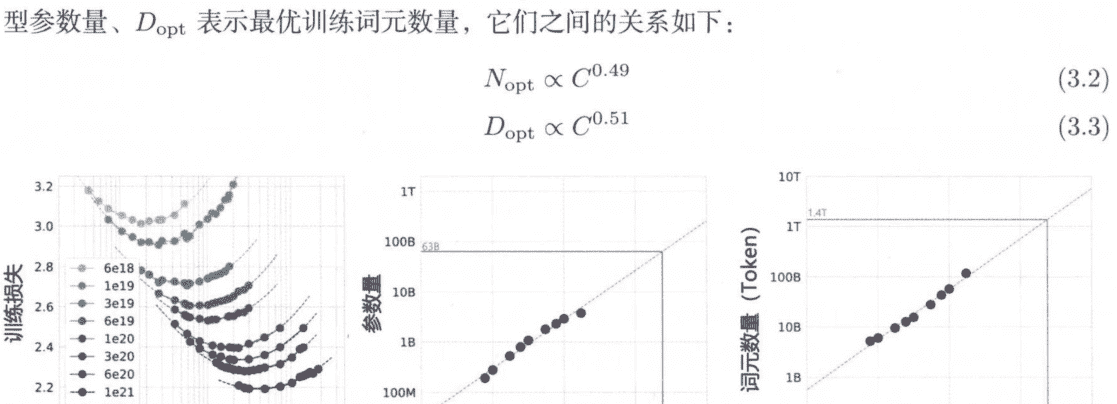 型参数量、D_opt 表示最优训练词元数量，它们之间的关系如下：
N_opt ∝ C^0.49 (3.2)
D_opt ∝ C^0.51 (3.3)
训练损失
3.2
3.0
2.8
2.6
2.4
2.2
6e18
1e19
3e19
6e19
1e20
3e20
6e20
1e21
参数数量
1T
100B
10B
1B
100M
63B
词元数量（Token）
10T
1T
100B
10B
1B
1.4T